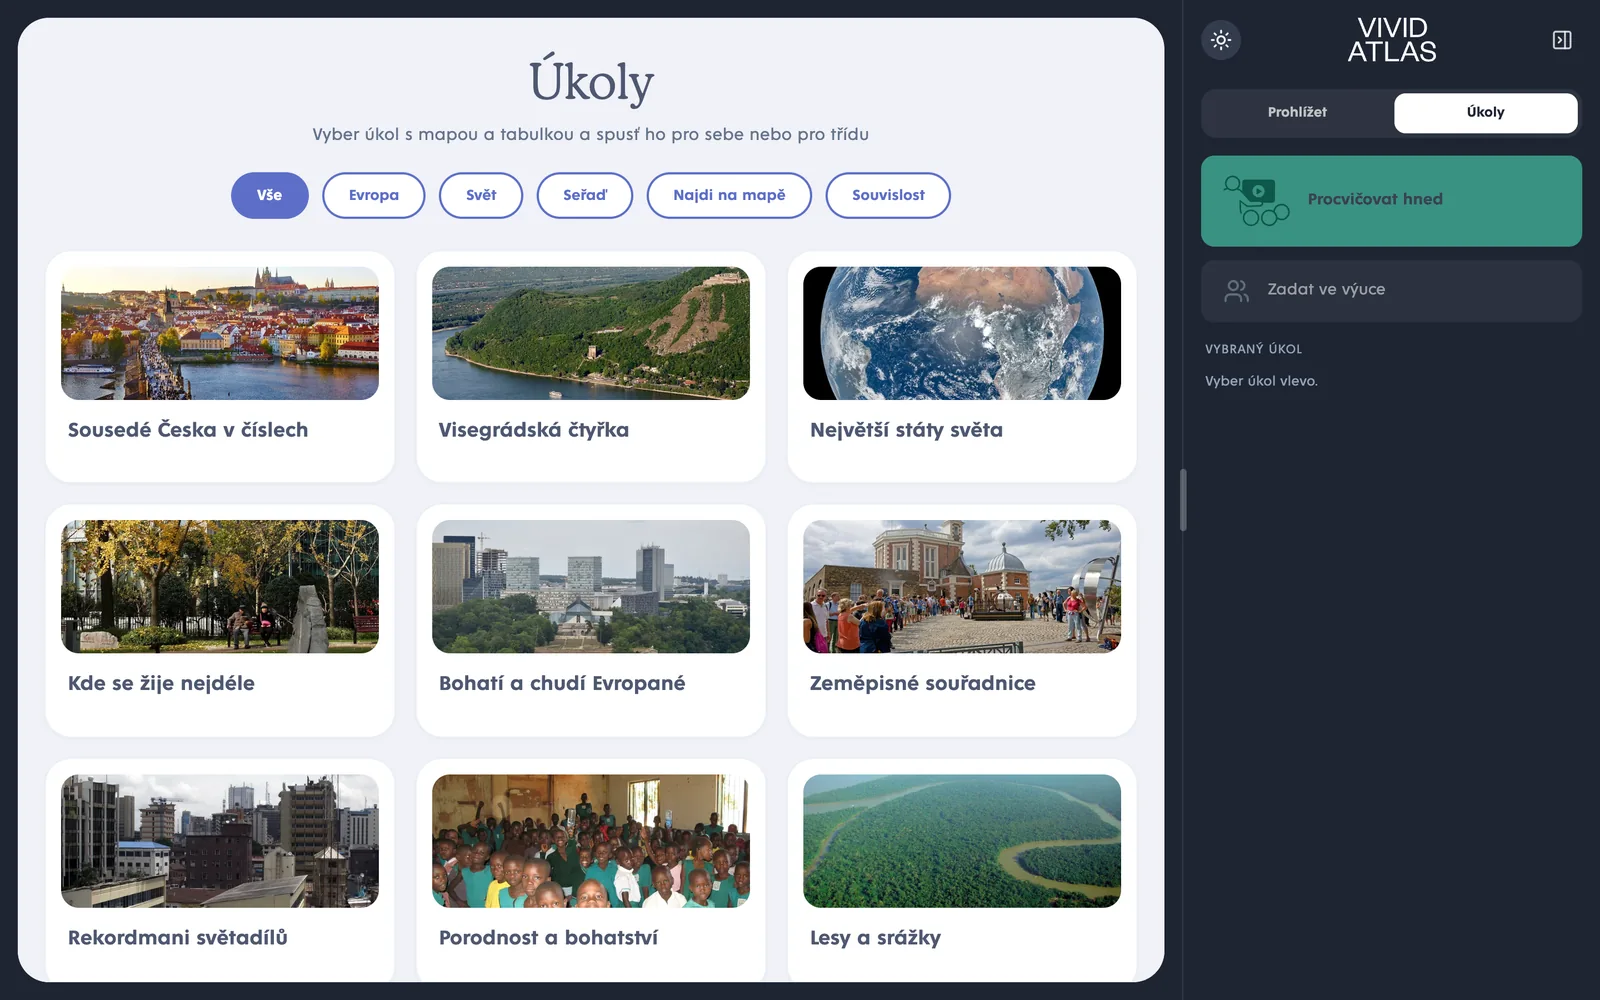 Úkoly
Vyber úkol s mapou a tabulkou a spusť ho pro sebe nebo pro třídu
Vše
Evropa
Svět
Seřaď
Najdi na mapě
Souvislost
Sousedé Česka v číslech
Visegrádská čtyřka
Největší státy světa
Kde se žije nejdéle
Bohatí a chudí Evropané
Zeměpisné souřadnice
Rekordmani světadílů
Porodnost a bohatství
Lesy a srážky
VIVID
ATLAS
Prohlížet
Úkoly
Procvičovat hned
Zadat ve výuce
VYBRANÝ ÚKOL
Vyber úkol vlevo.